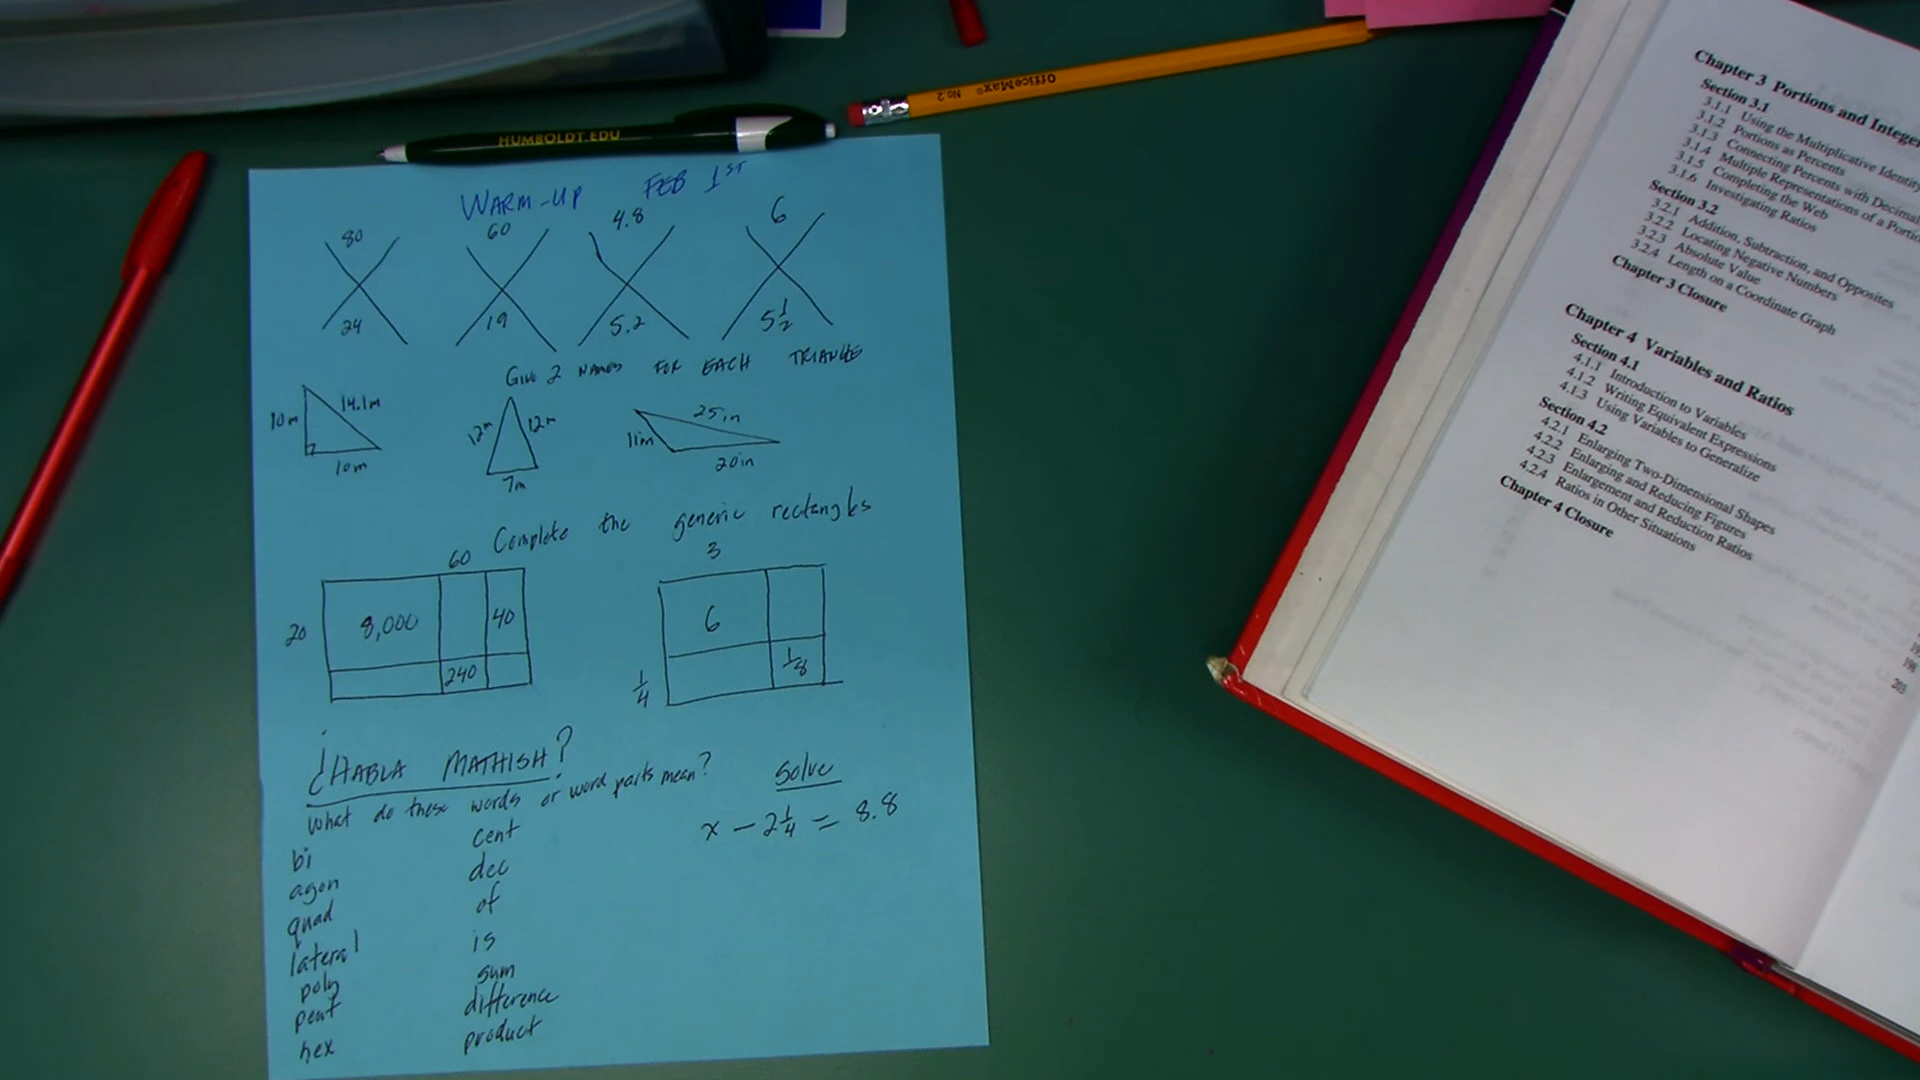 HUMBOLDT.EDU
OfficeMax® No. 2
WARM-UP FEB 1ST
80 60 4.8 6
24 19 5.2 5 1/2
GIVE 2 NAMES FOR EACH TRIANGLE
10m 14.1m 10m
12m 12m 7m
11in 25in 20in
Complete the generic rectangles
60 3
20 8,000 40 6
240 1/4 1/8
¿HABLA MATHISH?
What do these words or word parts mean?
bi
agon
quad
lateral
poly
pent
hex
cent
dec
of
is
sum
difference
product
Solve
x - 2 1/4 = 8.8
Chapter 3 Portions and Intege
Section 3.1
3.1.1 Using the Multiplicative Identity
3.1.2 Portions as Percents
3.1.3 Connecting Percents with Decimal
3.1.4 Multiple Representations of a Portio
3.1.5 Completing the Web
3.1.6 Investigating Ratios
Section 3.2
3.2.1 Addition, Subtraction, and Opposites
3.2.2 Locating Negative Numbers
3.2.3 Absolute Value
3.2.4 Length on a Coordinate Graph
Chapter 3 Closure
Chapter 4 Variables and Ratios
Section 4.1
4.1.1 Introduction to Variables
4.1.2 Writing Equivalent Expressions
4.1.3 Using Variables to Generalize
Section 4.2
4.2.1 Enlarging Two-Dimensional Shapes
4.2.2 Enlarging and Reducing Figures
4.2.3 Enlargement and Reduction Ratios
4.2.4 Ratios in Other Situations
Chapter 4 Closure
198
203